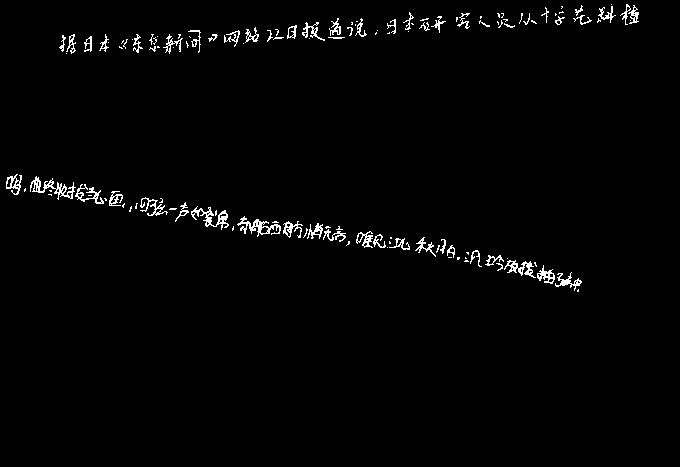 据日本《东京新闻》网站22日报道说,日本研究人员从十字花科植
鸣,曲终收拨当心画,四弦一声如裂帛,东船西舫悄无言,唯见江心秋月白,沉吟放拨插弦中